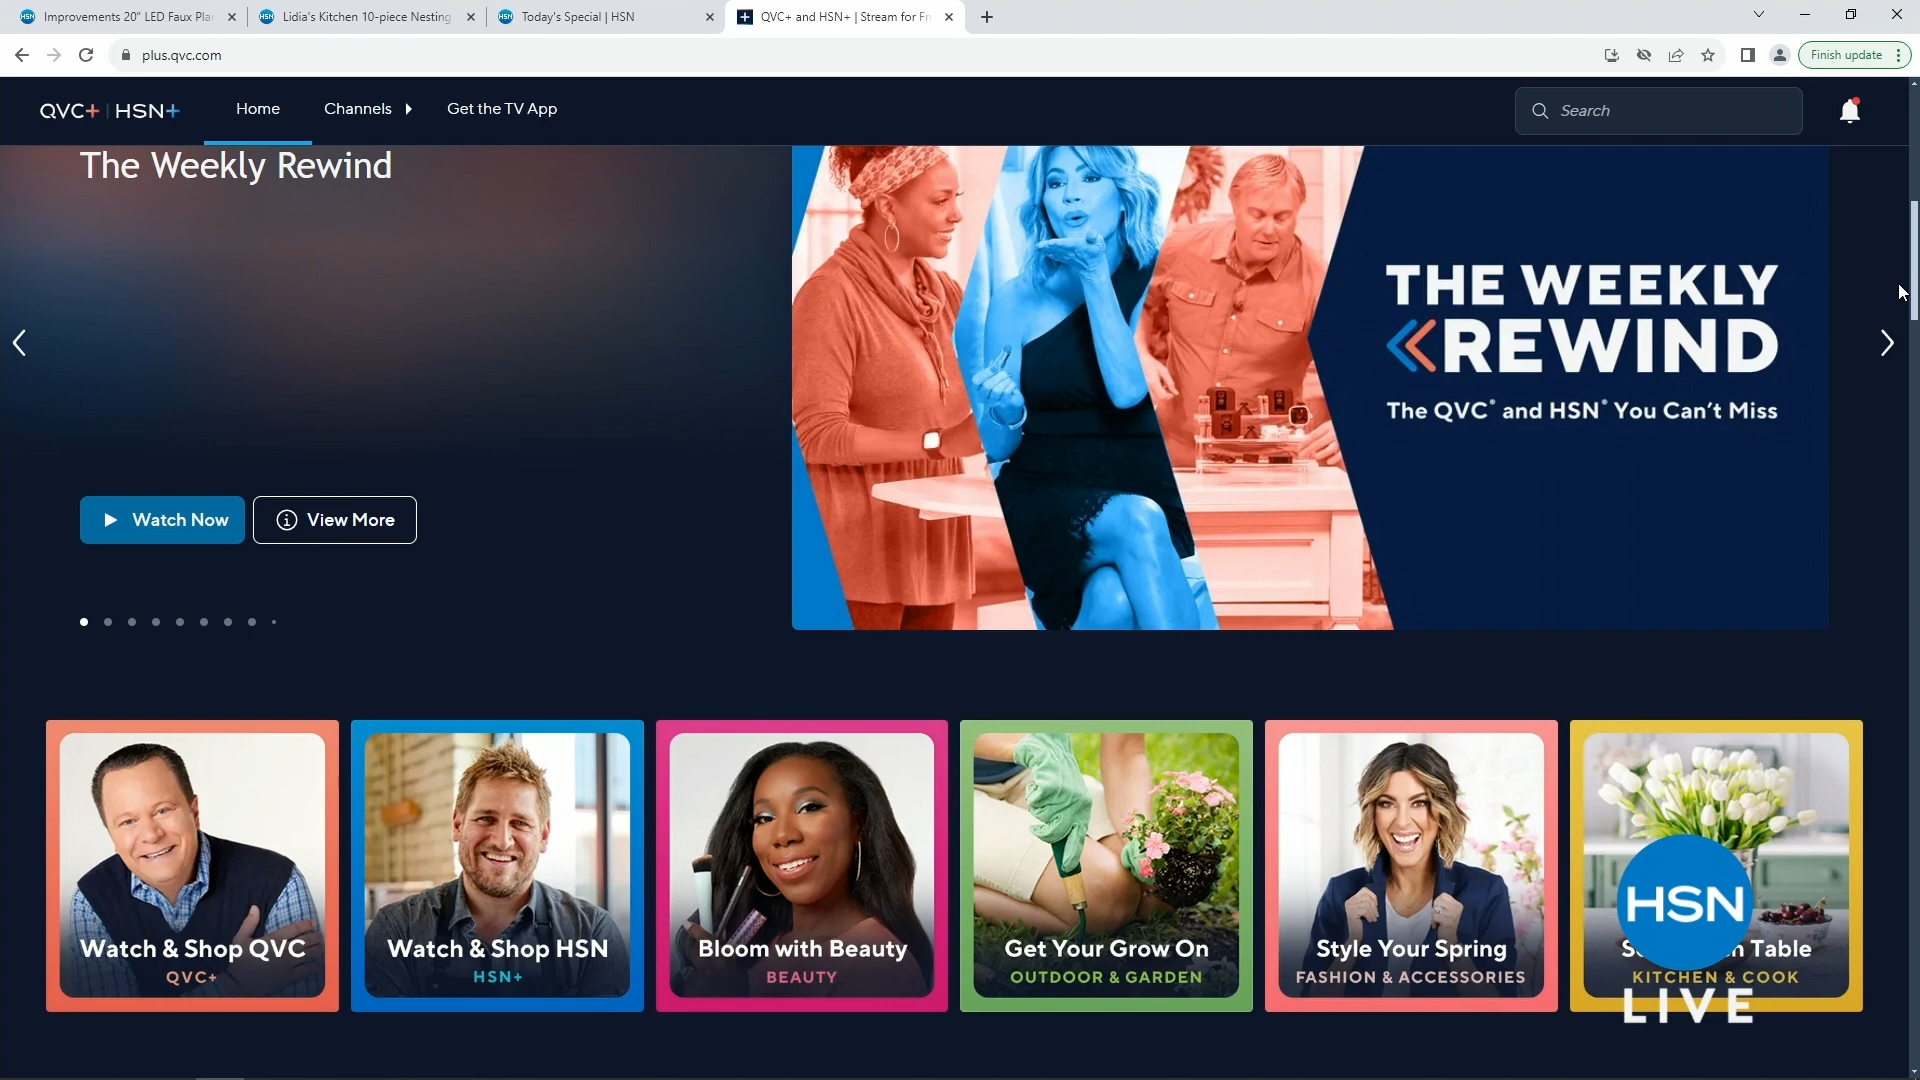 Improvements 20" LED Faux Pla
Lidia's Kitchen 10-piece Nesting
Today's Special | HSN
QVC+ and HSN+ | Stream for Fr
plus.qvc.com
Finish update
QVC+ | HSN+
Home
Channels
Get the TV App
Search
The Weekly Rewind
THE WEEKLY
REWIND
The QVC® and HSN® You Can't Miss
Watch Now
View More
Watch & Shop QVC
QVC+
Watch & Shop HSN
HSN+
Bloom with Beauty
BEAUTY
Get Your Grow On
OUTDOOR & GARDEN
Style Your Spring
FASHION & ACCESSORIES
Table
KITCHEN & COOK
HSN
LIVE